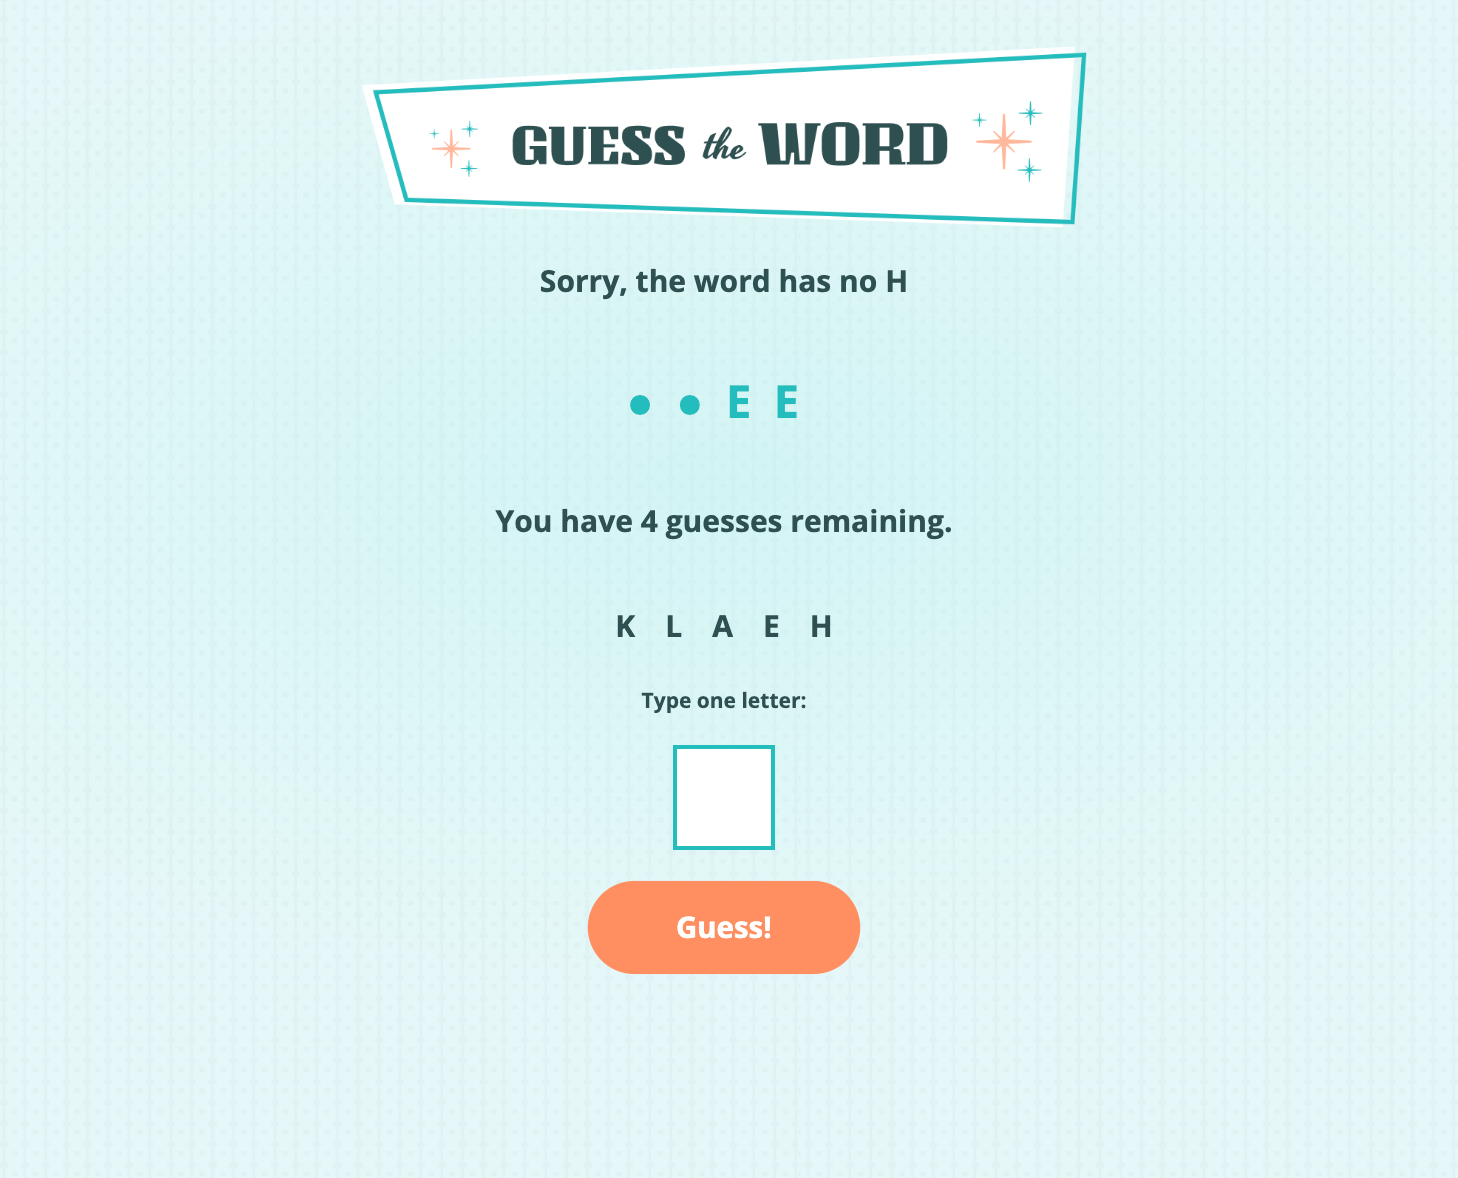 GUESS the WORD
Sorry, the word has no H
● ● E E
You have 4 guesses remaining.
K L A E H
Type one letter:
Guess!